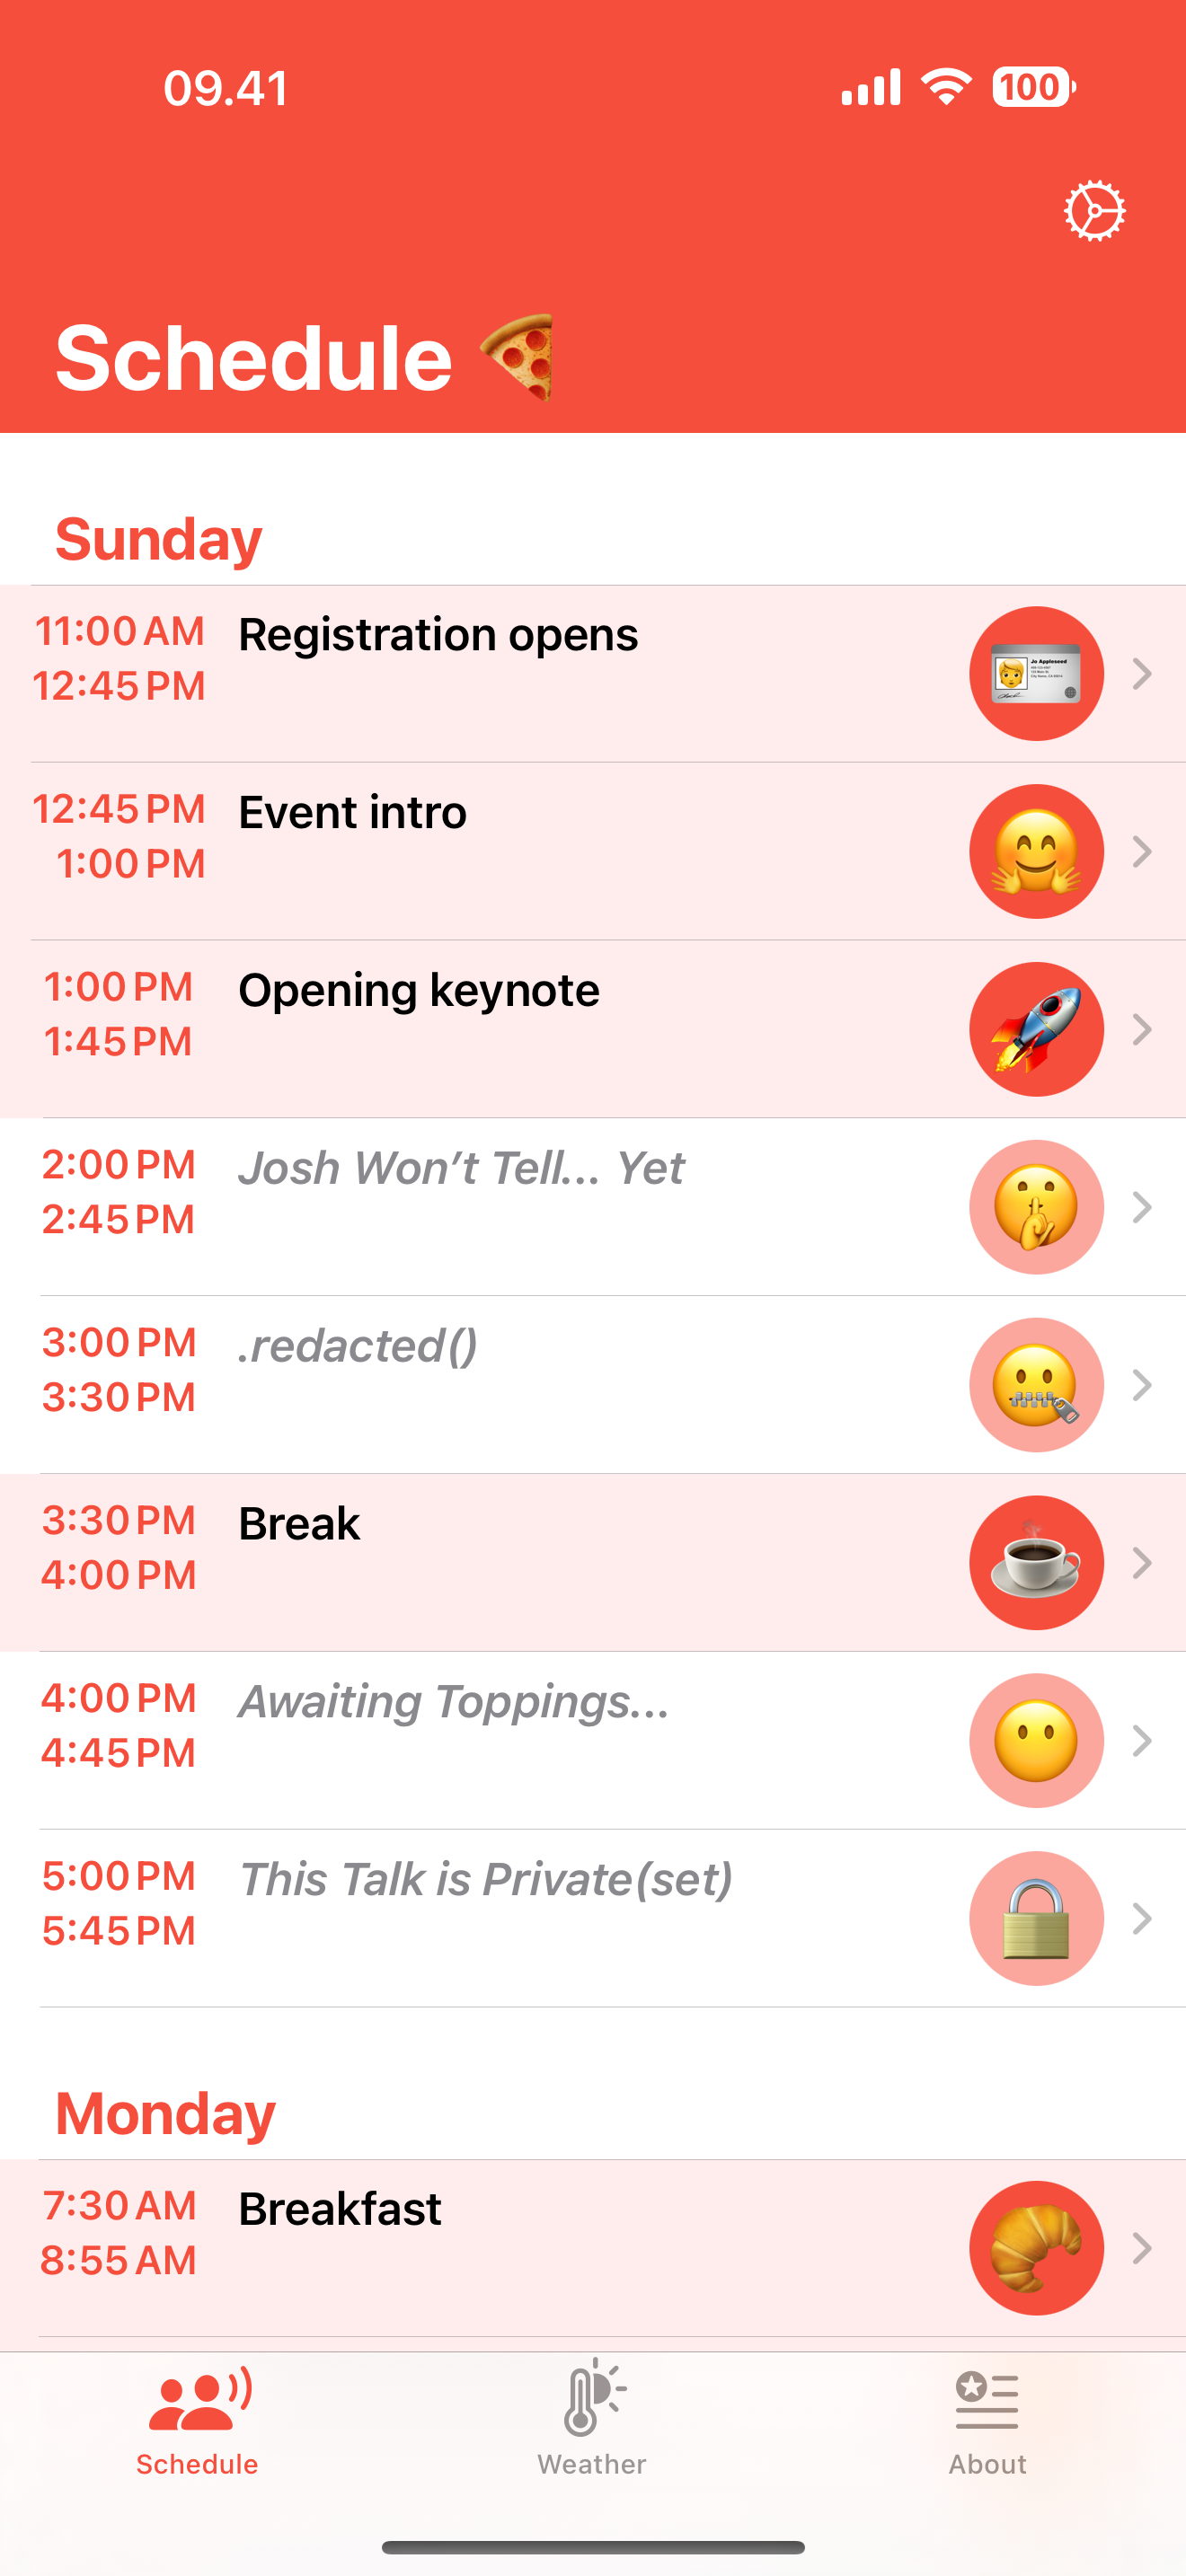 09.41
100
Schedule 🍕
Sunday
11:00 AM
12:45 PM
Registration opens
Jo Appleseed
12:45 PM
1:00 PM
Event intro
1:00 PM
1:45 PM
Opening keynote
2:00 PM
2:45 PM
Josh Won’t Tell… Yet
3:00 PM
3:30 PM
.redacted()
3:30 PM
4:00 PM
Break
4:00 PM
4:45 PM
Awaiting Toppings…
5:00 PM
5:45 PM
This Talk is Private(set)
Monday
7:30 AM
8:55 AM
Breakfast
Schedule
Weather
About